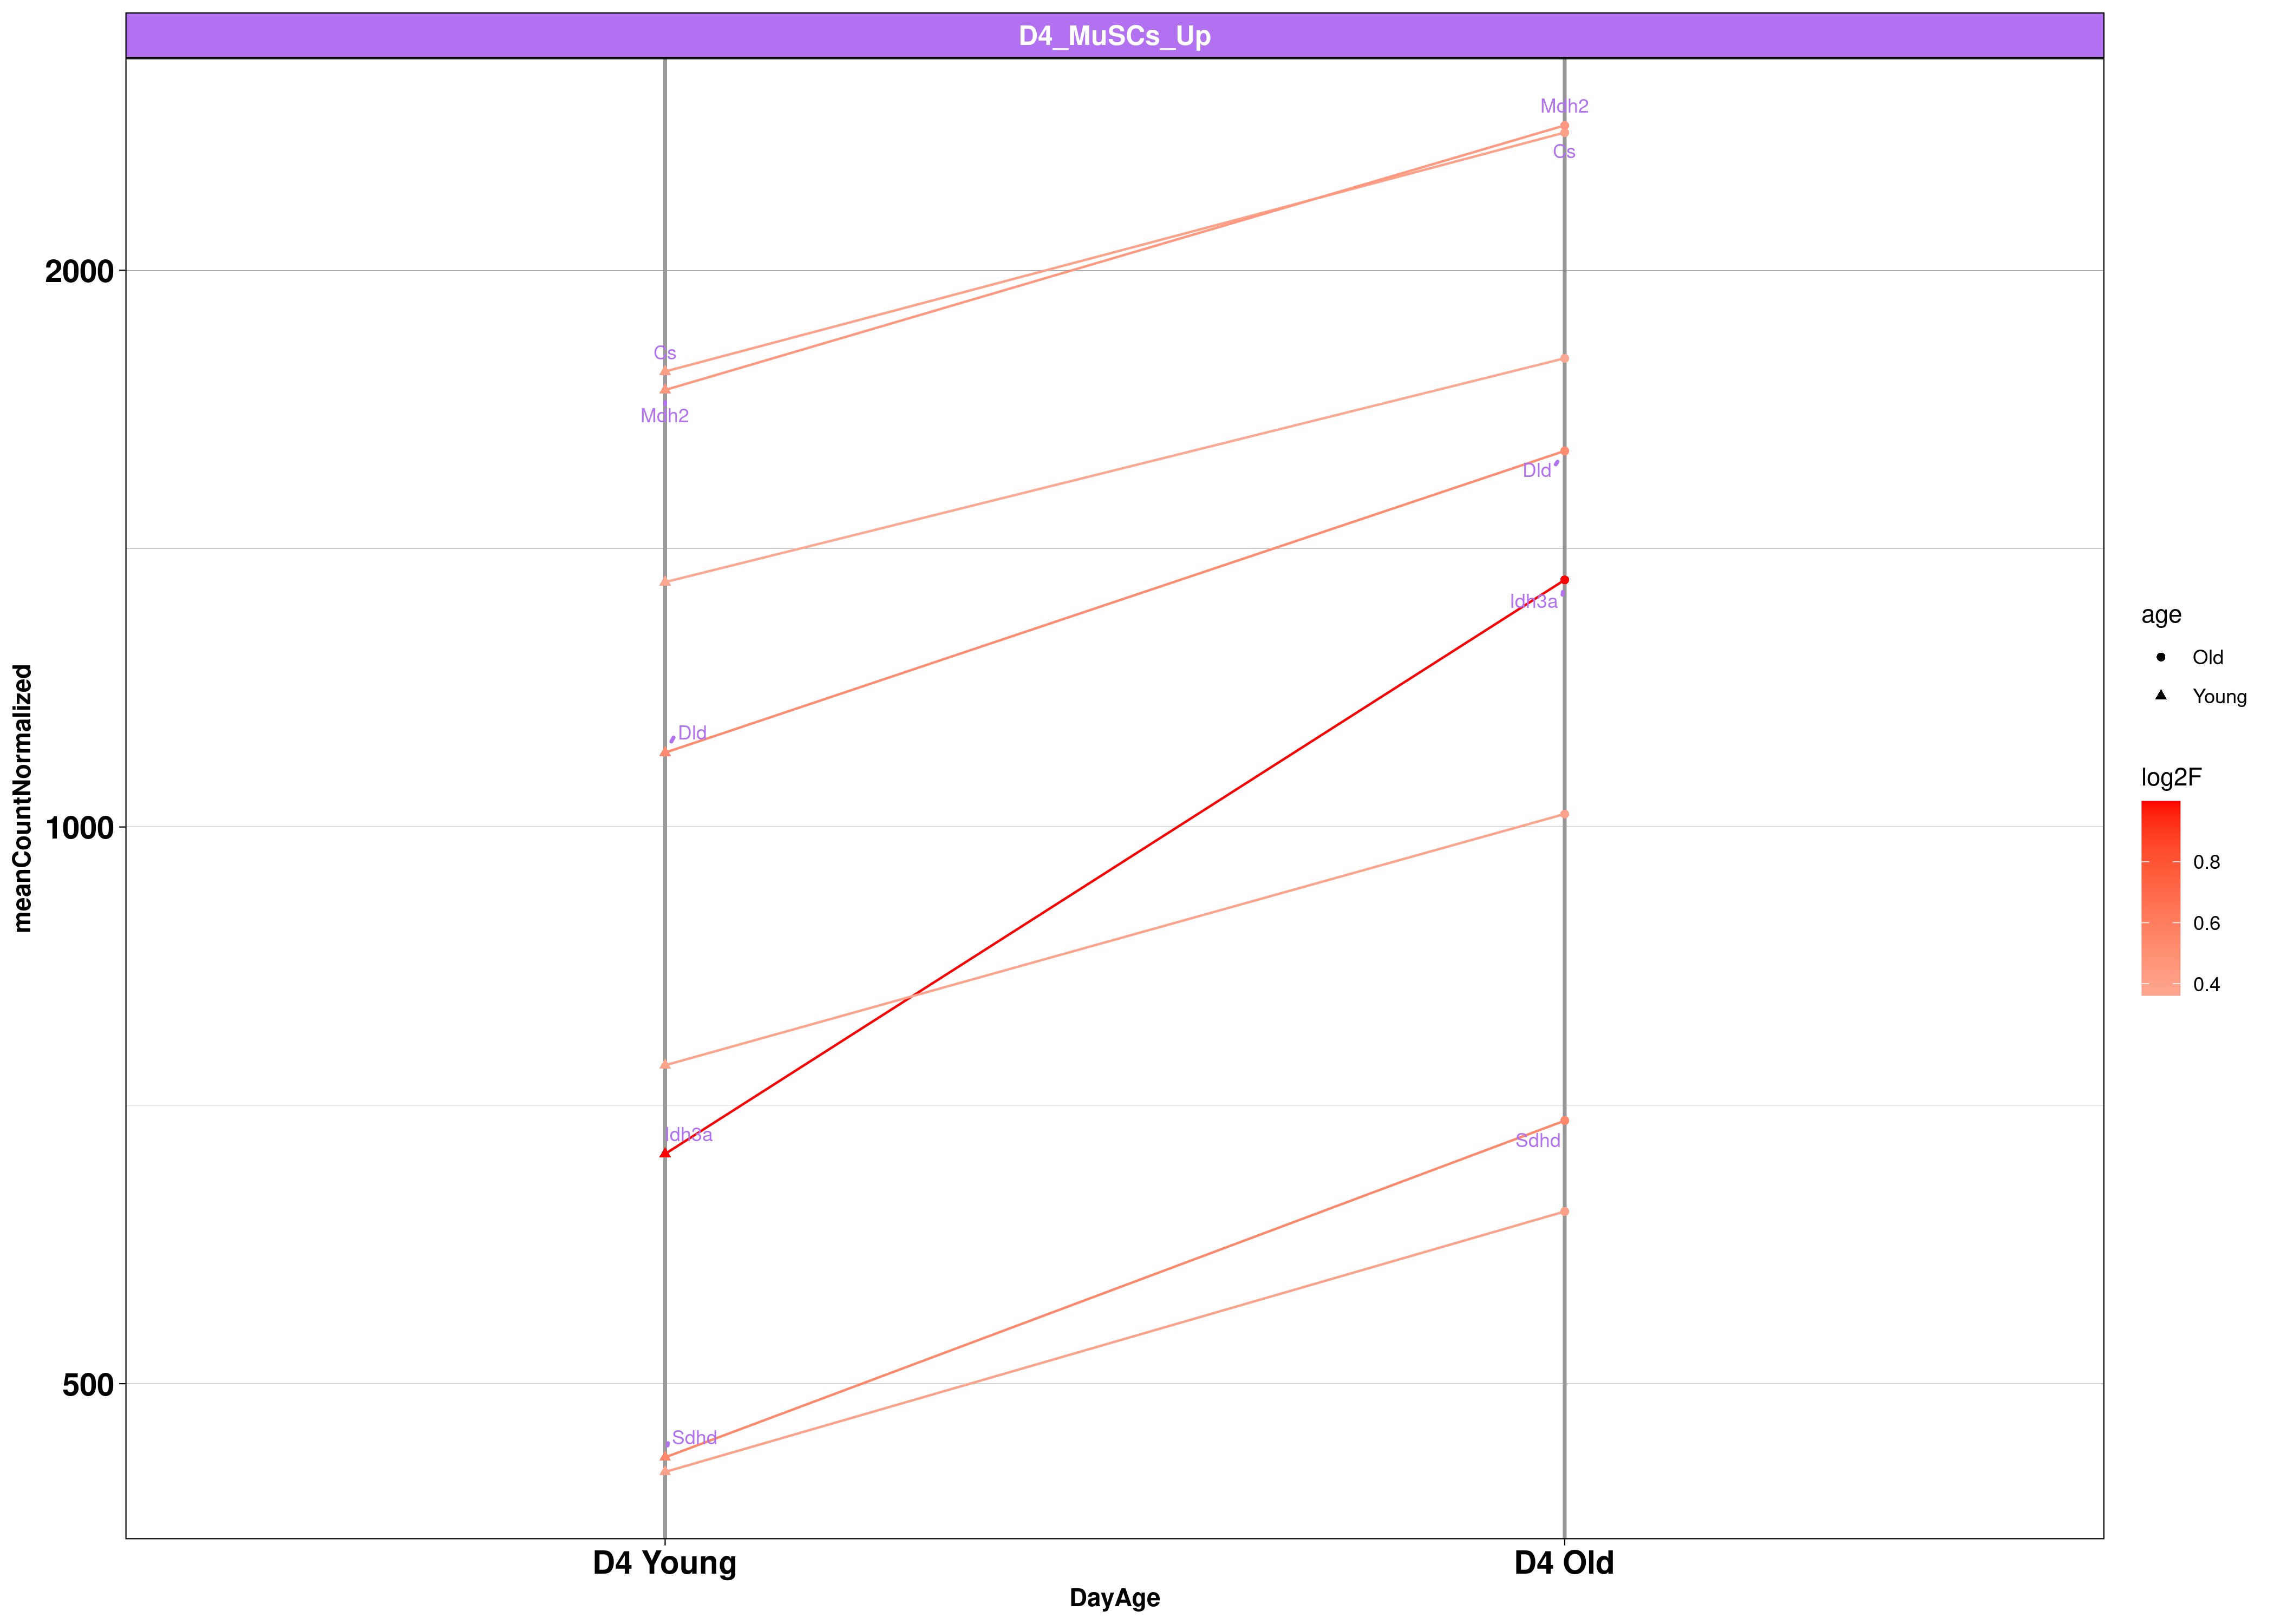 D4_MuSCs_Up
Mdh2
Cs
2000
Cs
Mdh2
Dld
Idh3a
Dld
1000
Idh3a
Sdhd
500
Sdhd
meanCountNormalized
D4 Young
D4 Old
DayAge
age
Old
Young
log2F
0.8
0.6
0.4